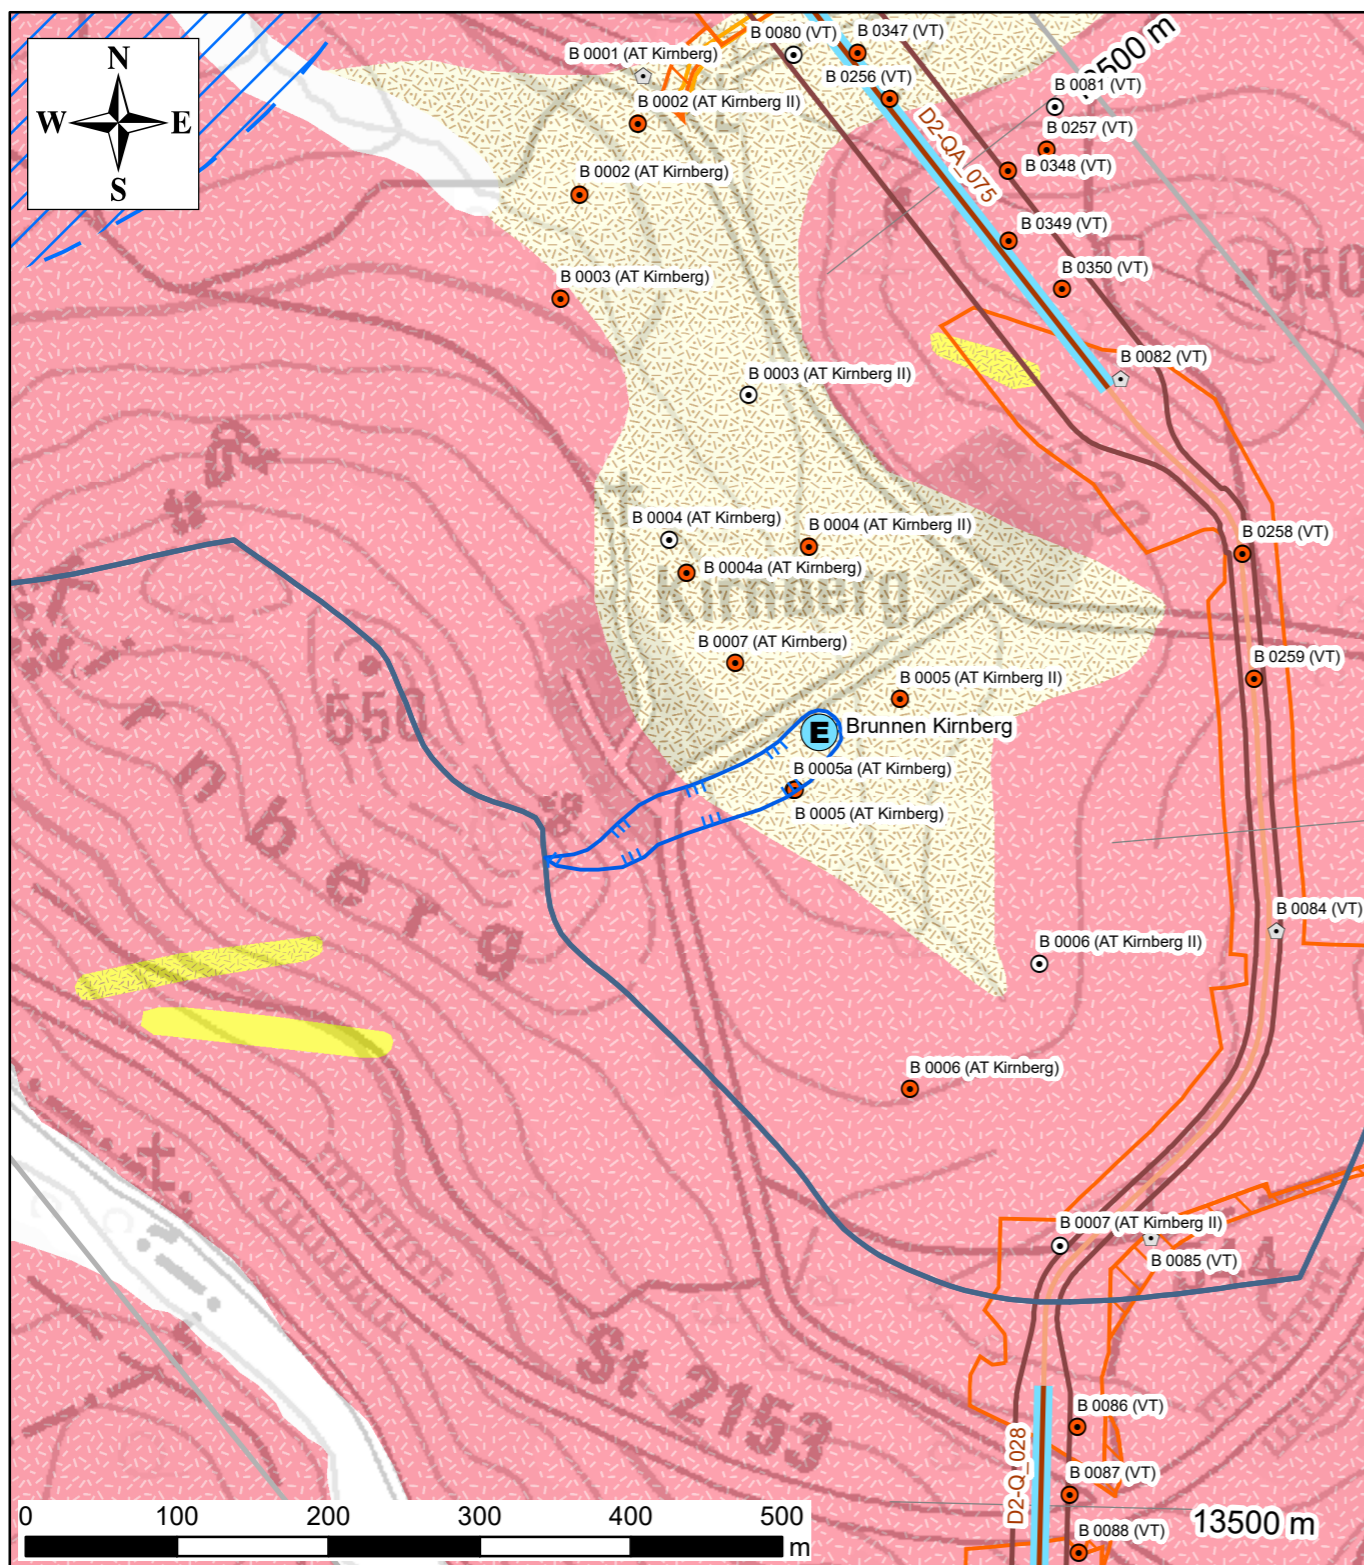 N
W E
S
B 0001 (AT Kirnberg)
B 0080 (VT)
B 0347 (VT)
B 0256 (VT)
500 m
B 0081 (VT)
B 0002 (AT Kirnberg II)
B 0257 (VT)
B 0348 (VT)
D2-QA_075
B 0002 (AT Kirnberg)
B 0349 (VT)
B 0350 (VT)
550
B 0003 (AT Kirnberg)
B 0082 (VT)
B 0003 (AT Kirnberg II)
B 0004 (AT Kirnberg)
B 0004 (AT Kirnberg II)
B 0258 (VT)
B 0004a (AT Kirnberg)
Kirnberg
B 0007 (AT Kirnberg)
B 0259 (VT)
B 0005 (AT Kirnberg II)
550
E Brunnen Kirnberg
B 0005a (AT Kirnberg)
B 0005 (AT Kirnberg)
rnberg
B 0084 (VT)
B 0006 (AT Kirnberg II)
B 0006 (AT Kirnberg)
B 0007 (AT Kirnberg II)
B 0085 (VT)
St 2153
B 0086 (VT)
D2-Q_028
B 0087 (VT)
13500 m
B 0088 (VT)
0 100 200 300 400 500
m